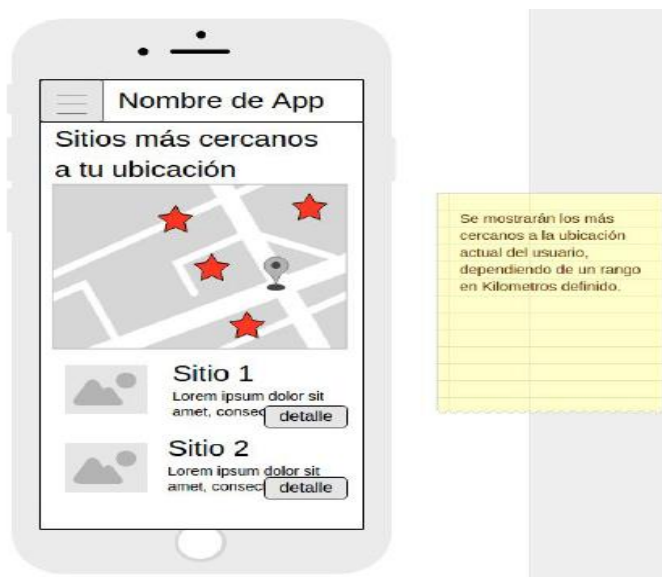 Nombre de App
Sitios más cercanos
a tu ubicación
Sitio 1
Lorem ipsum dolor sit
amet, consec
detalle
Sitio 2
Lorem ipsum dolor sit
amet, consect
detalle
Se mostrarán los más
cercanos a la ubicación
actual del usuario,
dependiendo de un rango
en Kilometros definido.